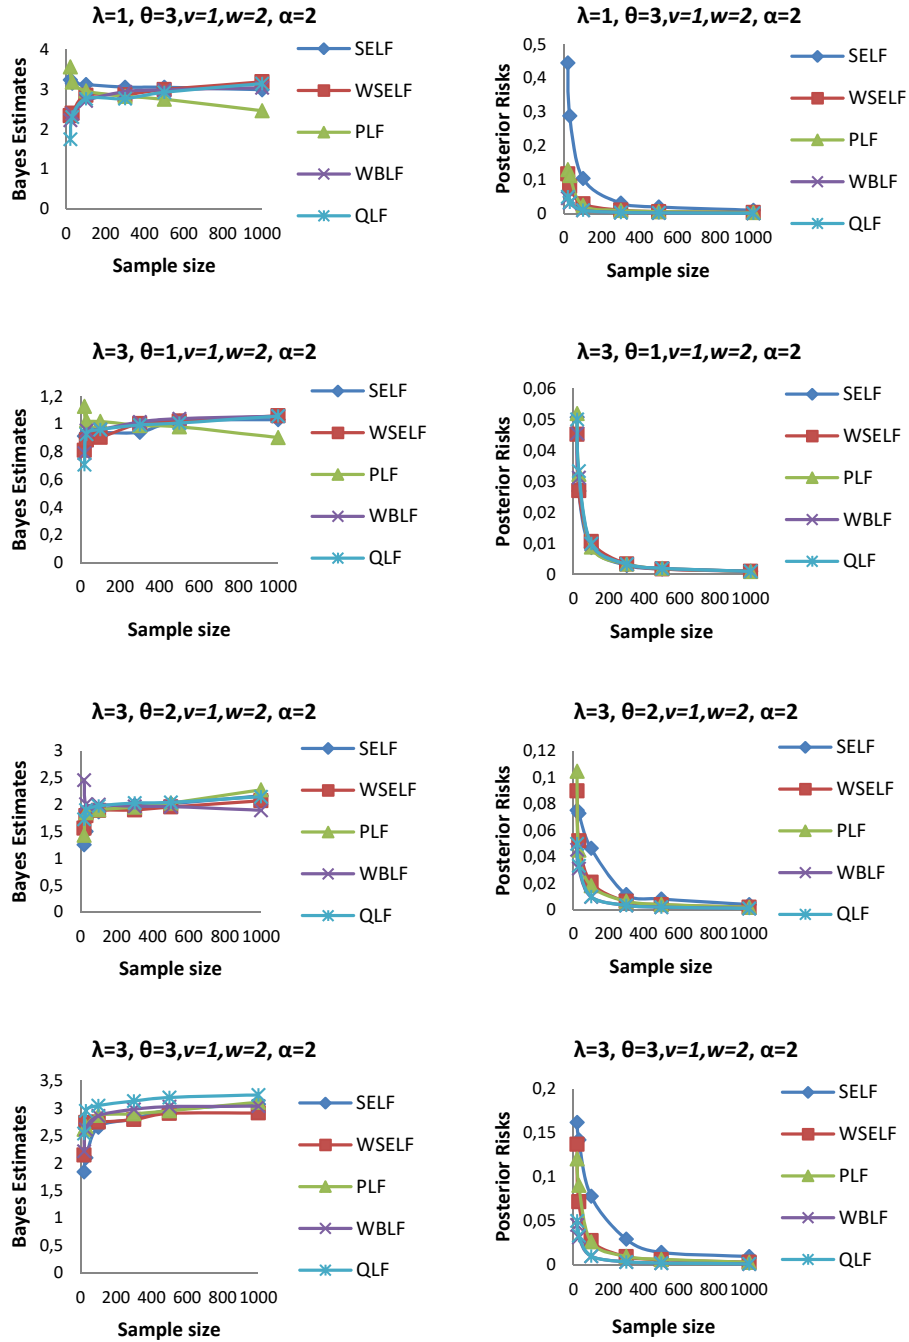 λ=1, θ=3,v=1,w=2, α=2
Bayes Estimates
4
3
2
1
0
0 200 400 600 800 1000
Sample size
SELF
WSELF
PLF
WBLF
QLF
λ=1, θ=3,v=1,w=2, α=2
Posterior Risks
0,5
0,4
0,3
0,2
0,1
0
0 200 400 600 800 1000
Sample size
SELF
WSELF
PLF
WBLF
QLF
λ=3, θ=1,v=1,w=2, α=2
Bayes Estimates
1,2
1
0,8
0,6
0,4
0,2
0
0 200 400 600 800 1000
Sample size
SELF
WSELF
PLF
WBLF
QLF
λ=3, θ=1,v=1,w=2, α=2
Posterior Risks
0,06
0,05
0,04
0,03
0,02
0,01
0
0 200 400 600 800 1000
Sample size
SELF
WSELF
PLF
WBLF
QLF
λ=3, θ=2,v=1,w=2, α=2
Bayes Estimates
3
2,5
2
1,5
1
0,5
0
0 200 400 600 800 1000
Sample size
SELF
WSELF
PLF
WBLF
QLF
λ=3, θ=2,v=1,w=2, α=2
Posterior Risks
0,12
0,1
0,08
0,06
0,04
0,02
0
0 200 400 600 800 1000
Sample size
SELF
WSELF
PLF
WBLF
QLF
λ=3, θ=3,v=1,w=2, α=2
Bayes Estimates
3,5
3
2,5
2
1,5
1
0,5
0
0 200 400 600 800 1000
Sample size
SELF
WSELF
PLF
WBLF
QLF
λ=3, θ=3,v=1,w=2, α=2
Posterior Risks
0,2
0,15
0,1
0,05
0
0 200 400 600 800 1000
Sample size
SELF
WSELF
PLF
WBLF
QLF